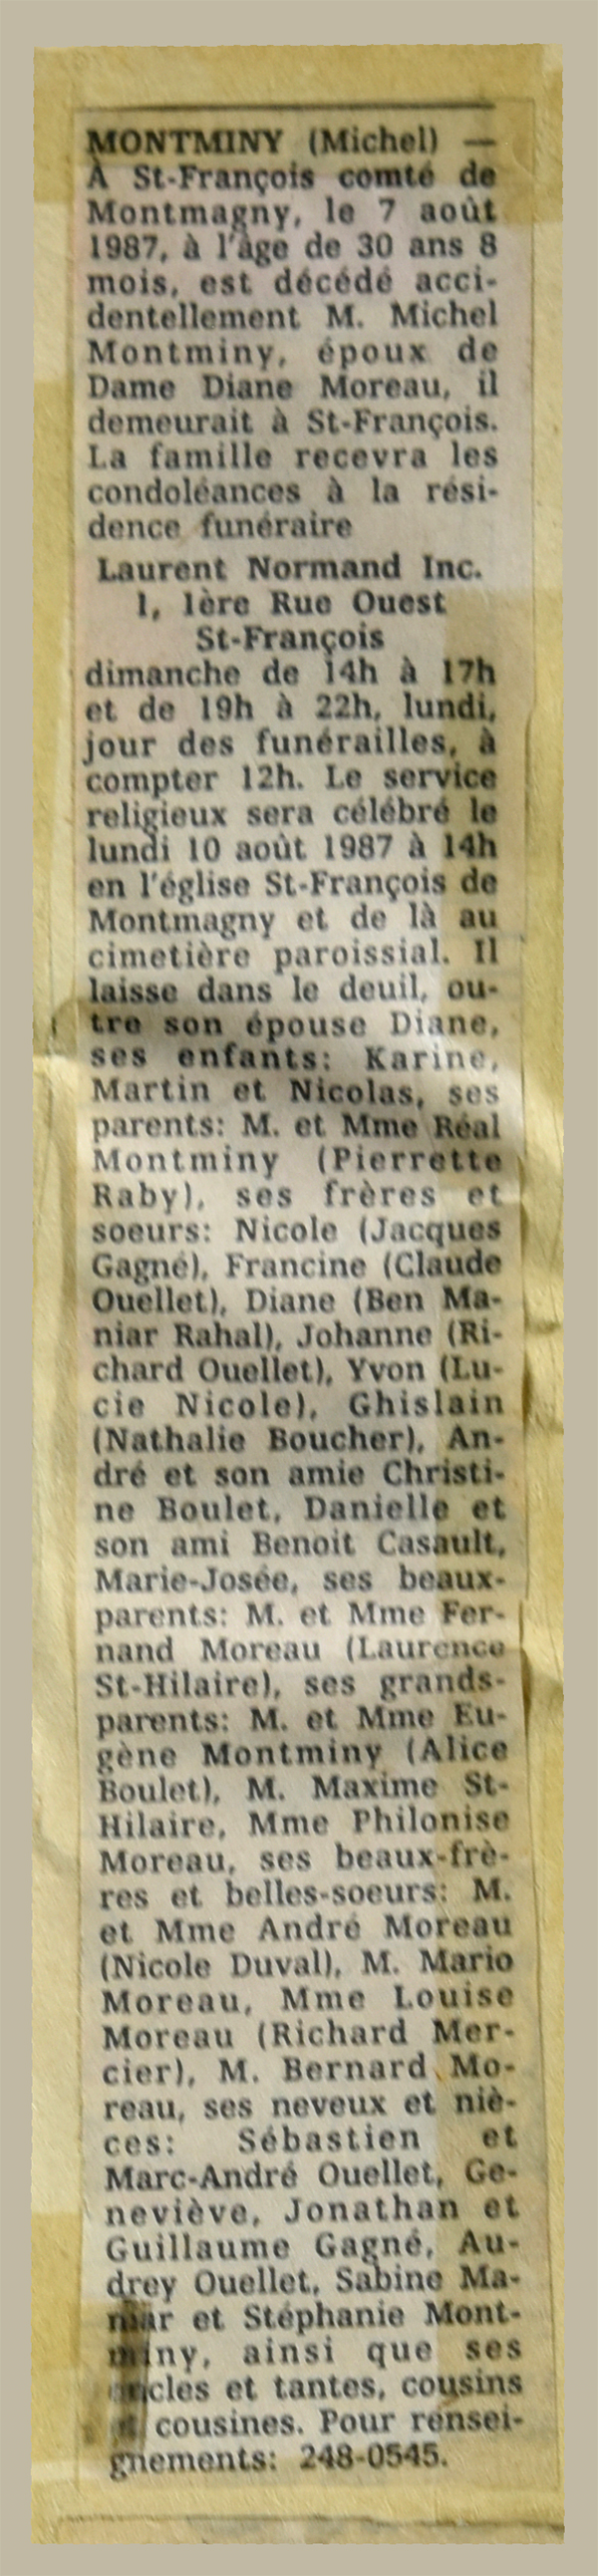 MONTMINY (Michel) —
À St-François comté de
Montmagny, le 7 août
1987, à l'âge de 30 ans 8
mois, est décédé acci-
dentellement M. Michel
Montminy, époux de
Dame Diane Moreau, il
demeurait à St-François.
La famille recevra les
condoléances à la rési-
dence funéraire
Laurent Normand Inc.
1, 1ère Rue Ouest
St-François
dimanche de 14h à 17h
et de 19h à 22h, lundi,
jour des funérailles, à
compter 12h. Le service
religieux sera célébré le
lundi 10 août 1987 à 14h
en l'église St-François de
Montmagny et de là au
cimetière paroissial. Il
laisse dans le deuil, ou-
tre son épouse Diane,
ses enfants: Karine,
Martin et Nicolas, ses
parents: M. et Mme Réal
Montminy (Pierrette
Raby), ses frères et
soeurs: Nicole (Jacques
Gagné), Francine (Claude
Ouellet), Diane (Ben Ma-
niar Rahal), Johanne (Ri-
chard Ouellet), Yvon (Lu-
cie Nicole), Ghislain
(Nathalie Boucher), An-
dré et son amie Christi-
ne Boulet, Danielle et
son ami Benoit Casault,
Marie-Josée, ses beaux-
parents: M. et Mme Fer-
nand Moreau (Laurence
St-Hilaire), ses grands-
parents: M. et Mme Eu-
gène Montminy (Alice
Boulet), M. Maxime St-
Hilaire, Mme Philonise
Moreau, ses beaux-frè-
res et belles-soeurs: M.
et Mme André Moreau
(Nicole Duval), M. Mario
Moreau, Mme Louise
Moreau (Richard Mer-
cier), M. Bernard Mo-
reau, ses neveux et niè-
ces: Sébastien et
Marc-André Ouellet, Ge-
neviève, Jonathan et
Guillaume Gagné, Au-
drey Ouellet, Sabine Ma-
et Stéphanie Mont-
miny, ainsi que ses
oncles et tantes, cousins
et cousines. Pour rensei-
gnements: 248-0545.